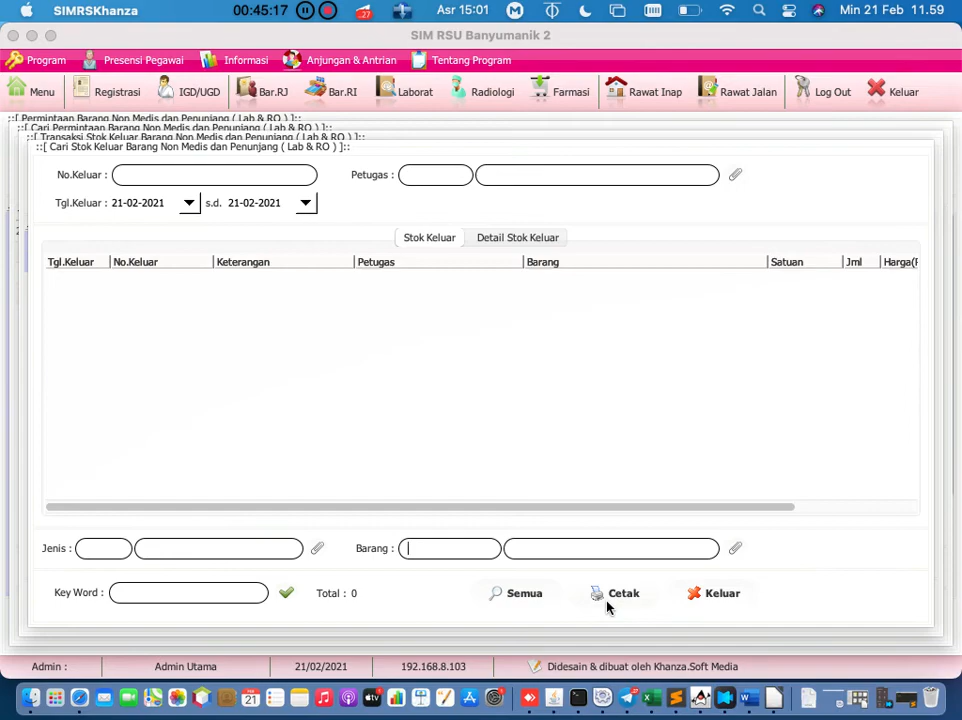 SIMRSKhanza 00:45:17 27 Asr 15:01 Min 21 Feb 11.59
SIM RSU Banyumanik 2
Program Presensi Pegawai Informasi Anjungan & Antrian Tentang Program
Menu Registrasi IGD/UGD Bar.RJ Bar.RI Laborat Radiologi Farmasi Rawat Inap Rawat Jalan Log Out Keluar
::[ Permintaan Barang Non Medis dan Penunjang ( Lab & RO ) ]::
::[ Cari Permintaan Barang Non Medis dan Penunjang ( Lab & RO ) ]::
::[ Transaksi Stok Keluar Barang Non Medis dan Penunjang ( Lab & RO ) ]::
::[ Cari Stok Keluar Barang Non Medis dan Penunjang ( Lab & RO ) ]::
No.Keluar : Petugas :
Tgl.Keluar : 21-02-2021 s.d. 21-02-2021
Stok Keluar Detail Stok Keluar
Tgl.Keluar No.Keluar Keterangan Petugas Barang Satuan Jml Harga(
Jenis : Barang :
Key Word : Total : 0 Semua Cetak Keluar
Admin : Admin Utama 21/02/2021 192.168.8.103 Didesain & dibuat oleh Khanza.Soft Media